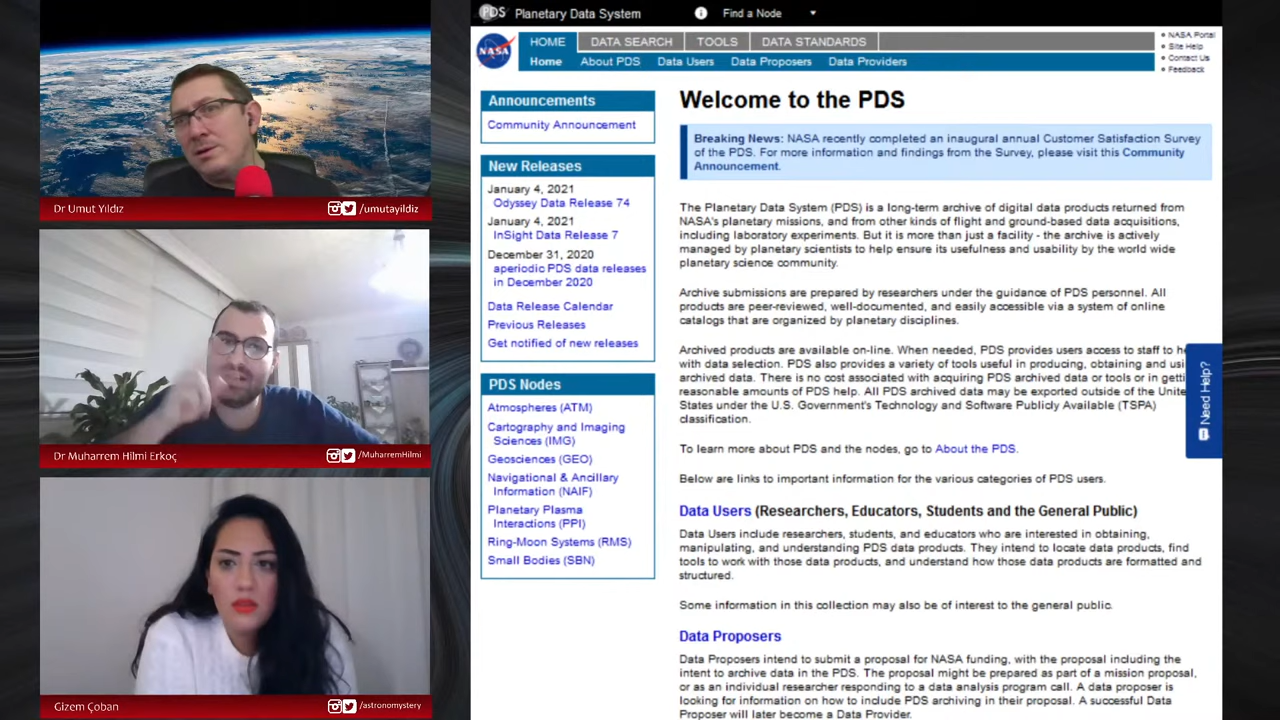 Dr Umut Yıldız
/umutayildiz
Dr Muharrem Hilmi Erkoç
/MuharremHilmi
Gizem Çoban
/astronomystery
PDS Planetary Data System
Find a Node
NASA
HOME
DATA SEARCH
TOOLS
DATA STANDARDS
Home
About PDS
Data Users
Data Proposers
Data Providers
NASA Portal
Site Help
Contact Us
Feedback
Announcements
Community Announcement
New Releases
January 4, 2021
Odyssey Data Release 74
January 4, 2021
InSight Data Release 7
December 31, 2020
aperiodic PDS data releases
in December 2020
Data Release Calendar
Previous Releases
Get notified of new releases
PDS Nodes
Atmospheres (ATM)
Cartography and Imaging
Sciences (IMG)
Geosciences (GEO)
Navigational & Ancillary
Information (NAIF)
Planetary Plasma
Interactions (PPI)
Ring-Moon Systems (RMS)
Small Bodies (SBN)
Welcome to the PDS
Breaking News: NASA recently completed an inaugural annual Customer Satisfaction Survey
of the PDS. For more information and findings from the Survey, please visit this Community
Announcement.
The Planetary Data System (PDS) is a long-term archive of digital data products returned from
NASA's planetary missions, and from other kinds of flight and ground-based data acquisitions,
including laboratory experiments. But it is more than just a facility - the archive is actively
managed by planetary scientists to help ensure its usefulness and usability by the world wide
planetary science community.
Archive submissions are prepared by researchers under the guidance of PDS personnel. All
products are peer-reviewed, well-documented, and easily accessible via a system of online
catalogs that are organized by planetary disciplines.
Archived products are available on-line. When needed, PDS provides users access to staff to he
with data selection. PDS also provides a variety of tools useful in producing, obtaining and usi
archived data. There is no cost associated with acquiring PDS archived data or tools or in getti
reasonable amounts of PDS help. All PDS archived data may be exported outside of the Unite
States under the U.S. Government's Technology and Software Publicly Available (TSPA)
classification.
To learn more about PDS and the nodes, go to About the PDS.
Below are links to important information for the various categories of PDS users.
Data Users (Researchers, Educators, Students and the General Public)
Data Users include researchers, students, and educators who are interested in obtaining,
manipulating, and understanding PDS data products. They intend to locate data products, find
tools to work with those data products, and understand how those data products are formatted and
structured.
Some information in this collection may also be of interest to the general public.
Data Proposers
Data Proposers intend to submit a proposal for NASA funding, with the proposal including the
intent to archive data in the PDS. The proposal might be prepared as part of a mission proposal,
or as an individual researcher responding to a data analysis program call. A data proposer is
looking for information on how to include PDS archiving in their proposal. A successful Data
Proposer will later become a Data Provider.
Need Help?